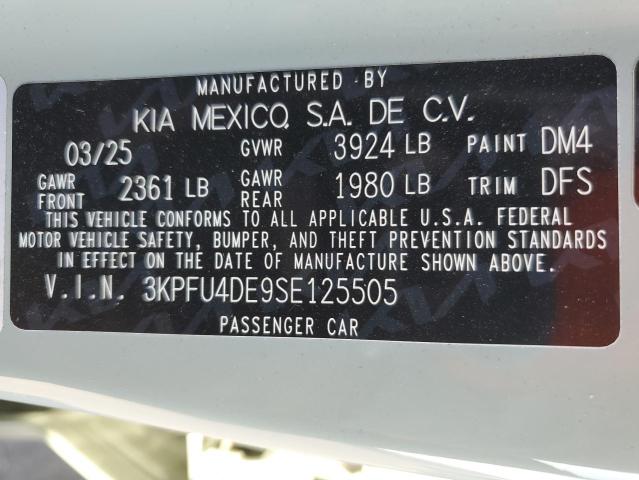 MANUFACTURED BY
KIA MEXICO, S.A. DE C.V.
03/25 GVWR 3924 LB PAINT DM4
GAWR FRONT 2361 LB GAWR REAR 1980 LB TRIM DFS
THIS VEHICLE CONFORMS TO ALL APPLICABLE U.S.A. FEDERAL
MOTOR VEHICLE SAFETY, BUMPER, AND THEFT PREVENTION STANDARDS
IN EFFECT ON THE DATE OF MANUFACTURE SHOWN ABOVE.
V.I.N. 3KPFU4DE9SE125505
PASSENGER CAR